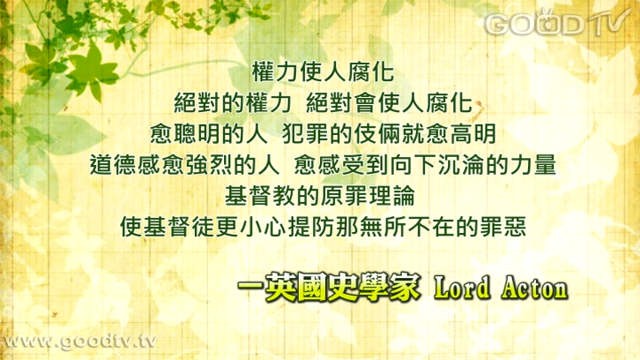 GOODTV
權力使人腐化
絕對的權力 絕對會使人腐化
愈聰明的人 犯罪的伎倆就愈高明
道德感愈強烈的人 愈感受到向下沉淪的力量
基督教的原罪理論
使基督徒更小心提防那無所不在的罪惡
－英國史學家 Lord Acton
www.goodtv.tv